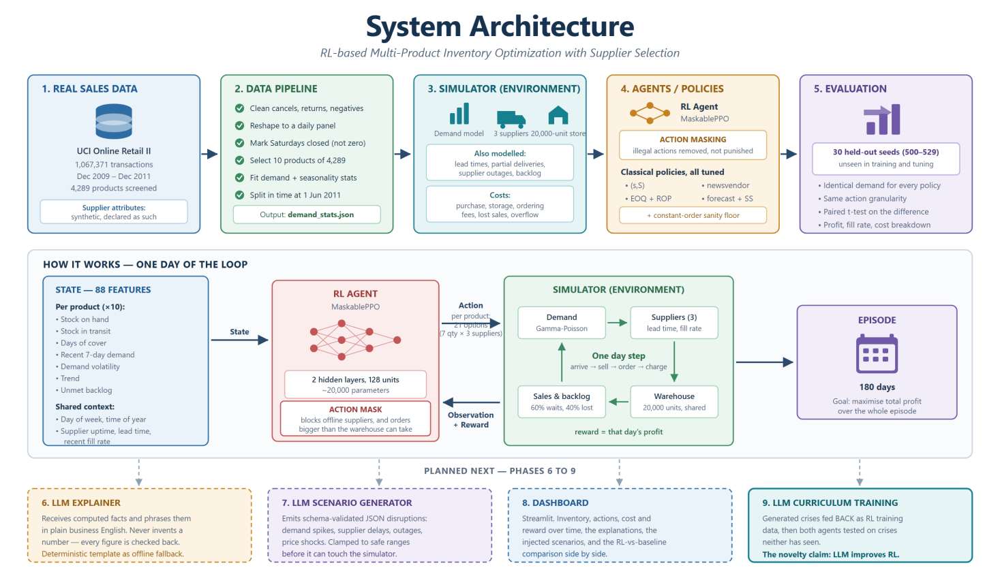 System Architecture
RL-based Multi-Product Inventory Optimization with Supplier Selection
1. REAL SALES DATA
UCI Online Retail II
1,067,371 transactions
Dec 2009 – Dec 2011
4,289 products screened
Supplier attributes:
synthetic, declared as such
2. DATA PIPELINE
Clean cancels, returns, negatives
Reshape to a daily panel
Mark Saturdays closed (not zero)
Select 10 products of 4,289
Fit demand + seasonality stats
Split in time at 1 Jun 2011
Output: demand_stats.json
3. SIMULATOR (ENVIRONMENT)
Demand model
3 suppliers
20,000-unit store
Also modelled:
lead times, partial deliveries,
supplier outages, backlog
Costs:
purchase, storage, ordering
fees, lost sales, overflow
4. AGENTS / POLICIES
RL Agent
MaskablePPO
ACTION MASKING
illegal actions removed, not punished
Classical policies, all tuned
• (s,S)
• newsvendor
• EOQ + ROP
• forecast + SS
+ constant-order sanity floor
5. EVALUATION
30 held-out seeds (500–529)
unseen in training and tuning
• Identical demand for every policy
• Same action granularity
• Paired t-test on the difference
• Profit, fill rate, cost breakdown
HOW IT WORKS — ONE DAY OF THE LOOP
STATE — 88 FEATURES
Per product (×10):
• Stock on hand
• Stock in transit
• Days of cover
• Recent 7-day demand
• Demand volatility
• Trend
• Unmet backlog
Shared context:
• Day of week, time of year
• Supplier uptime, lead time,
recent fill rate
State
RL AGENT
MaskablePPO
2 hidden layers, 128 units
~20,000 parameters
ACTION MASK
blocks offline suppliers, and orders
bigger than the warehouse can take
Action
per product:
21 options
(7 qty × 3 suppliers)
Observation
+ Reward
SIMULATOR (ENVIRONMENT)
Demand
Gamma-Poisson
Suppliers (3)
lead time, fill rate
One day step
arrive → sell → order → charge
Sales & backlog
60% waits, 40% lost
Warehouse
20,000 units, shared
reward = that day's profit
EPISODE
180 days
Goal: maximise total profit
over the whole episode
PLANNED NEXT — PHASES 6 TO 9
6. LLM EXPLAINER
Receives computed facts and phrases them
in plain business English. Never invents a
number — every figure is checked back.
Deterministic template as offline fallback.
7. LLM SCENARIO GENERATOR
Emits schema-validated JSON disruptions:
demand spikes, supplier delays, outages,
price shocks. Clamped to safe ranges
before it can touch the simulator.
8. DASHBOARD
Streamlit. Inventory, actions, cost and
reward over time, the explanations, the
injected scenarios, and the RL-vs-baseline
comparison side by side.
9. LLM CURRICULUM TRAINING
Generated crises fed BACK as RL training
data, then both agents tested on crises
neither has seen.
The novelty claim: LLM improves RL.